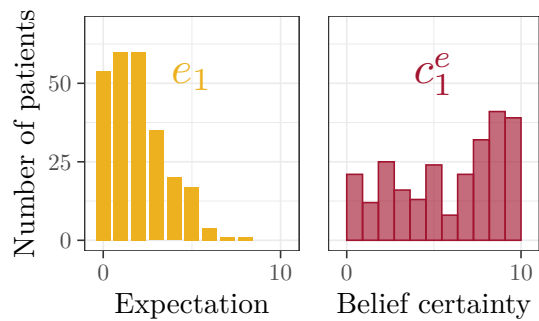 Number of patients
50
25
0
e₁
c₁ᵉ
0 10
0 10
Expectation
Belief certainty